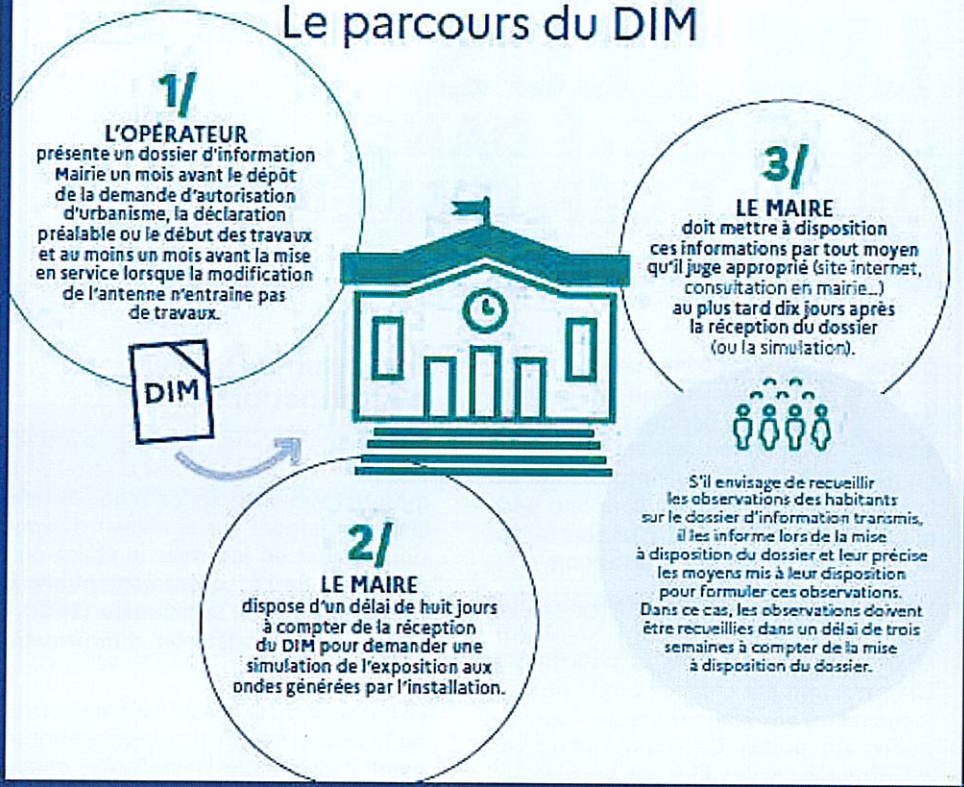 Le parcours du DIM
1/
L'OPÉRATEUR
présente un dossier d'information
Mairie un mois avant le dépôt
de la demande d'autorisation
d'urbanisme, la déclaration
préalable ou le début des travaux
et au moins un mois avant la mise
en service lorsque la modification
de l'antenne n'entraine pas
de travaux.
DIM
2/
LE MAIRE
dispose d'un délai de huit jours
à compter de la réception
du DIM pour demander une
simulation de l'exposition aux
ondes générées par l'installation.
3/
LE MAIRE
doit mettre à disposition
ces informations par tout moyen
qu'il juge approprié (site internet,
consultation en mairie...)
au plus tard dix jours après
la réception du dossier
(ou la simulation).
S'il envisage de recueillir
les observations des habitants
sur le dossier d'information transmis,
il les informe lors de la mise
à disposition du dossier et leur précise
les moyens mis à leur disposition
pour formuler ces observations.
Dans ce cas, les observations doivent
être recueillies dans un délai de trois
semaines à compter de la mise
à disposition du dossier.